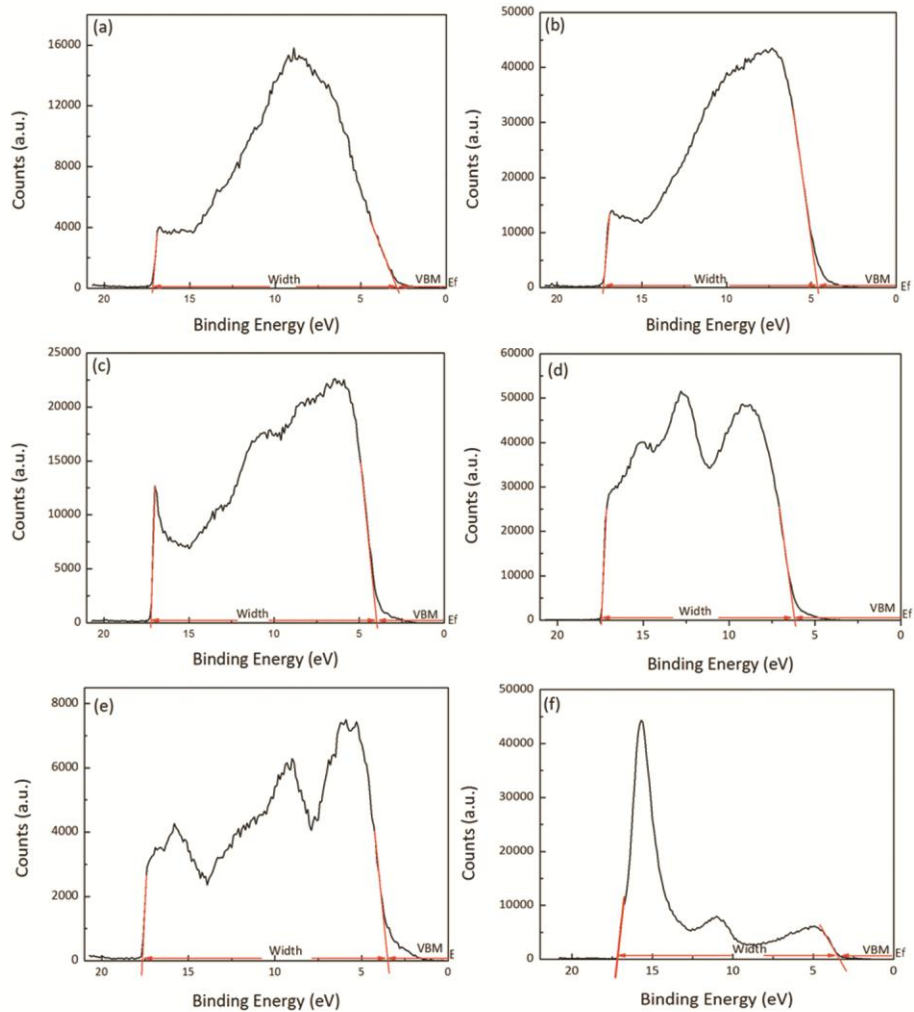 (a)
16000
12000
8000
4000
0
Counts (a.u.)
Width
VBM
Ef
20 15 10 5 0
Binding Energy (eV)
(b)
50000
40000
30000
20000
10000
0
Counts (a.u.)
Width
VBM
Ef
20 15 10 5 0
Binding Energy (eV)
(c)
25000
20000
15000
10000
5000
0
Counts (a.u.)
Width
VBM
Ef
20 15 10 5 0
Binding Energy (eV)
(d)
60000
50000
40000
30000
20000
10000
0
Counts (a.u.)
Width
VBM
Ef
20 15 10 5 0
Binding Energy (eV)
(e)
8000
6000
4000
2000
0
Counts (a.u.)
Width
VBM
Ef
20 15 10 5 0
Binding Energy (eV)
(f)
50000
40000
30000
20000
10000
0
Counts (a.u.)
Width
VBM
Ef
20 15 10 5 0
Binding Energy (eV)